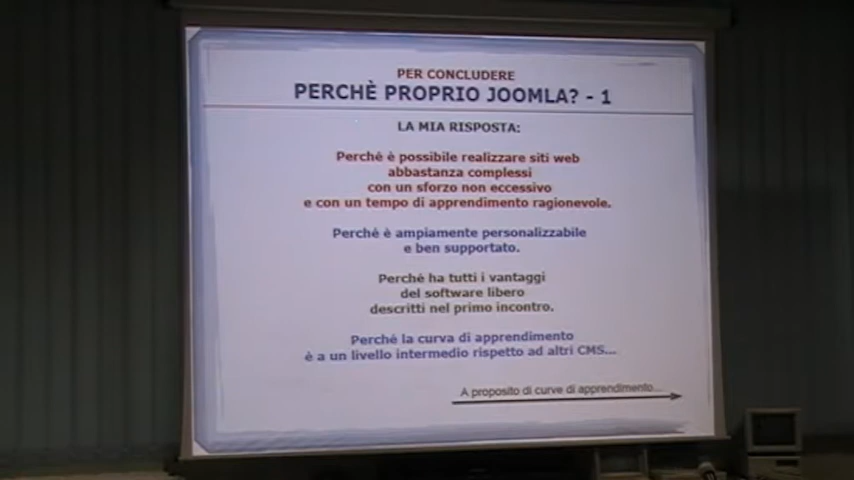 PER CONCLUDERE
PERCHÈ PROPRIO JOOMLA? - 1
LA MIA RISPOSTA:
Perchè è possibile realizzare siti web
abbastanza complessi
con un sforzo non eccessivo
e con un tempo di apprendimento ragionevole.
Perchè è ampiamente personalizzabile
e ben supportato.
Perchè ha tutti i vantaggi
del software libero
descritti nel primo incontro.
Perchè la curva di apprendimento
è a un livello intermedio rispetto ad altri CMS...
A proposito di curve di apprendimento...